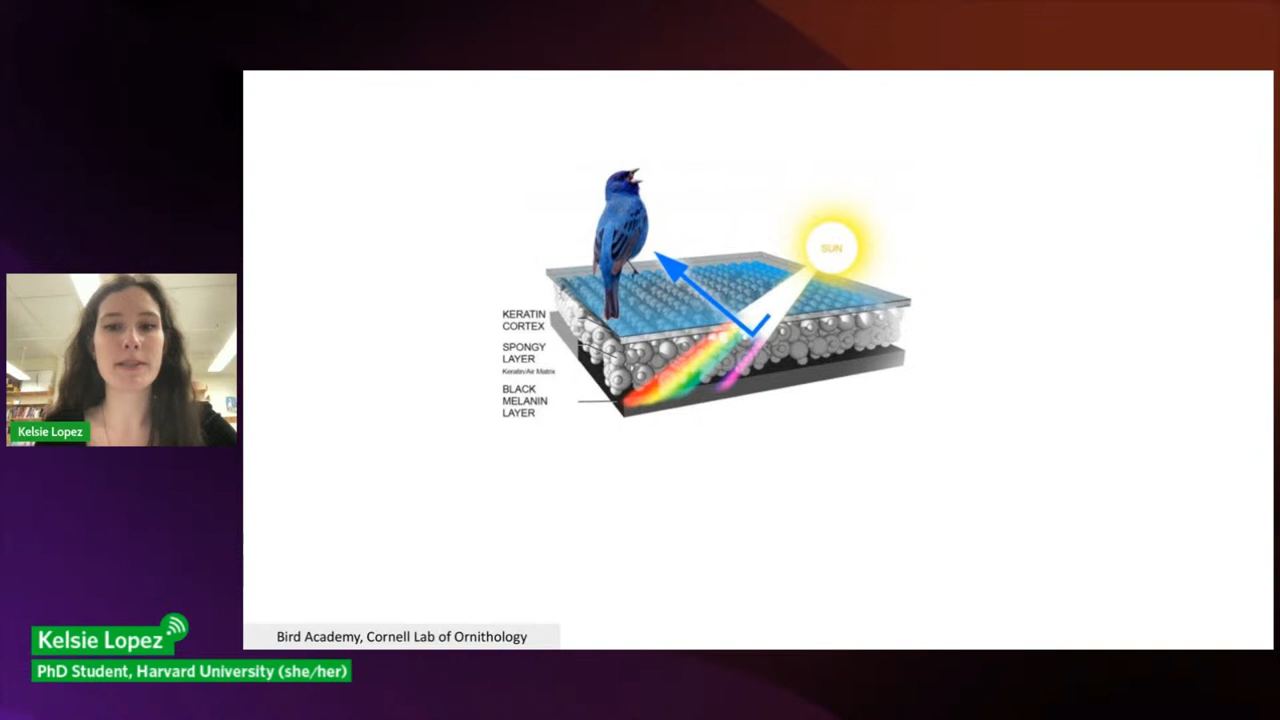 SUN
KERATIN
CORTEX
SPONGY
LAYER
Keratin/Air Matrix
BLACK
MELANIN
LAYER
Kelsie Lopez
Bird Academy, Cornell Lab of Ornithology
Kelsie Lopez
PhD Student, Harvard University (she/her)